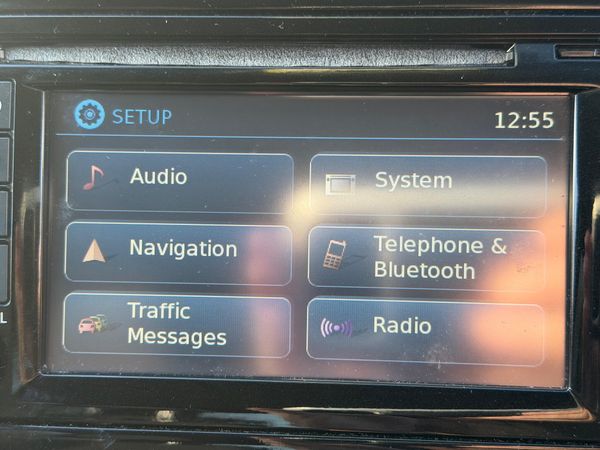 SETUP 12:55
Audio
System
Navigation
Telephone &
Bluetooth
Traffic
Messages
Radio